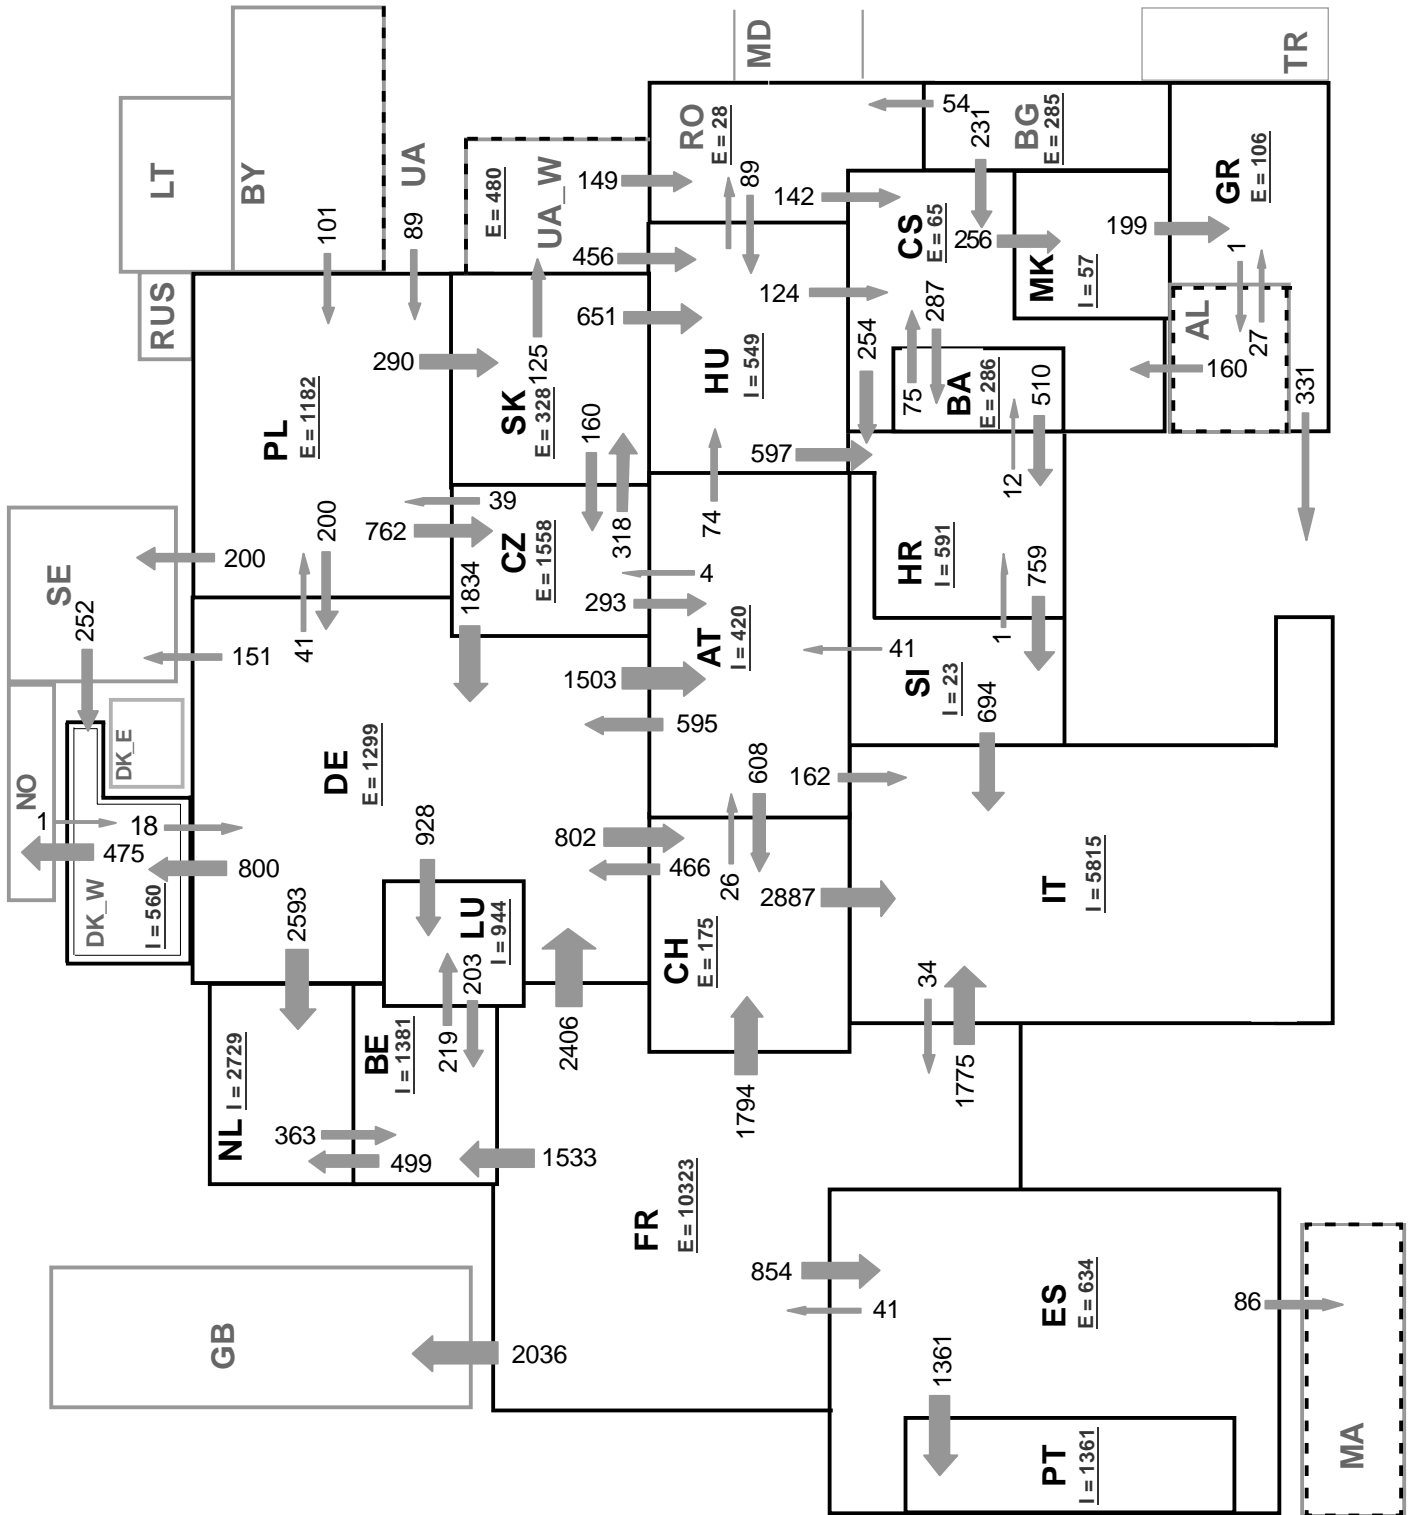 MD
TR
LT
BY
UA
RUS
101
89
E = 480
UA_W
149
RO
E = 28
54
231
BG
E = 285
GR
E = 106
89
142
CS
E = 65
256
MK
I = 57
199
1
27
AL
160
331
456
651
124
254
287
75
BA
E = 286
510
12
290
125
PL
E = 1182
SK
E = 328
160
318
HU
I = 549
597
74
39
762
200
41
CZ
E = 1558
1834
4
293
HR
I = 591
759
1
SE
252
200
151
AT
I = 420
1503
595
41
SI
I = 23
694
NO
DK_E
1
18
475
800
DK_W
I = 560
DE
E = 1299
928
608
162
802
466
26
2887
IT
I = 5815
2593
LU
I = 944
203
219
2406
CH
E = 175
34
1775
1794
NL
I = 2729
BE
I = 1381
363
499
1533
FR
E = 10323
854
41
ES
E = 634
86
GB
2036
1361
PT
I = 1361
MA